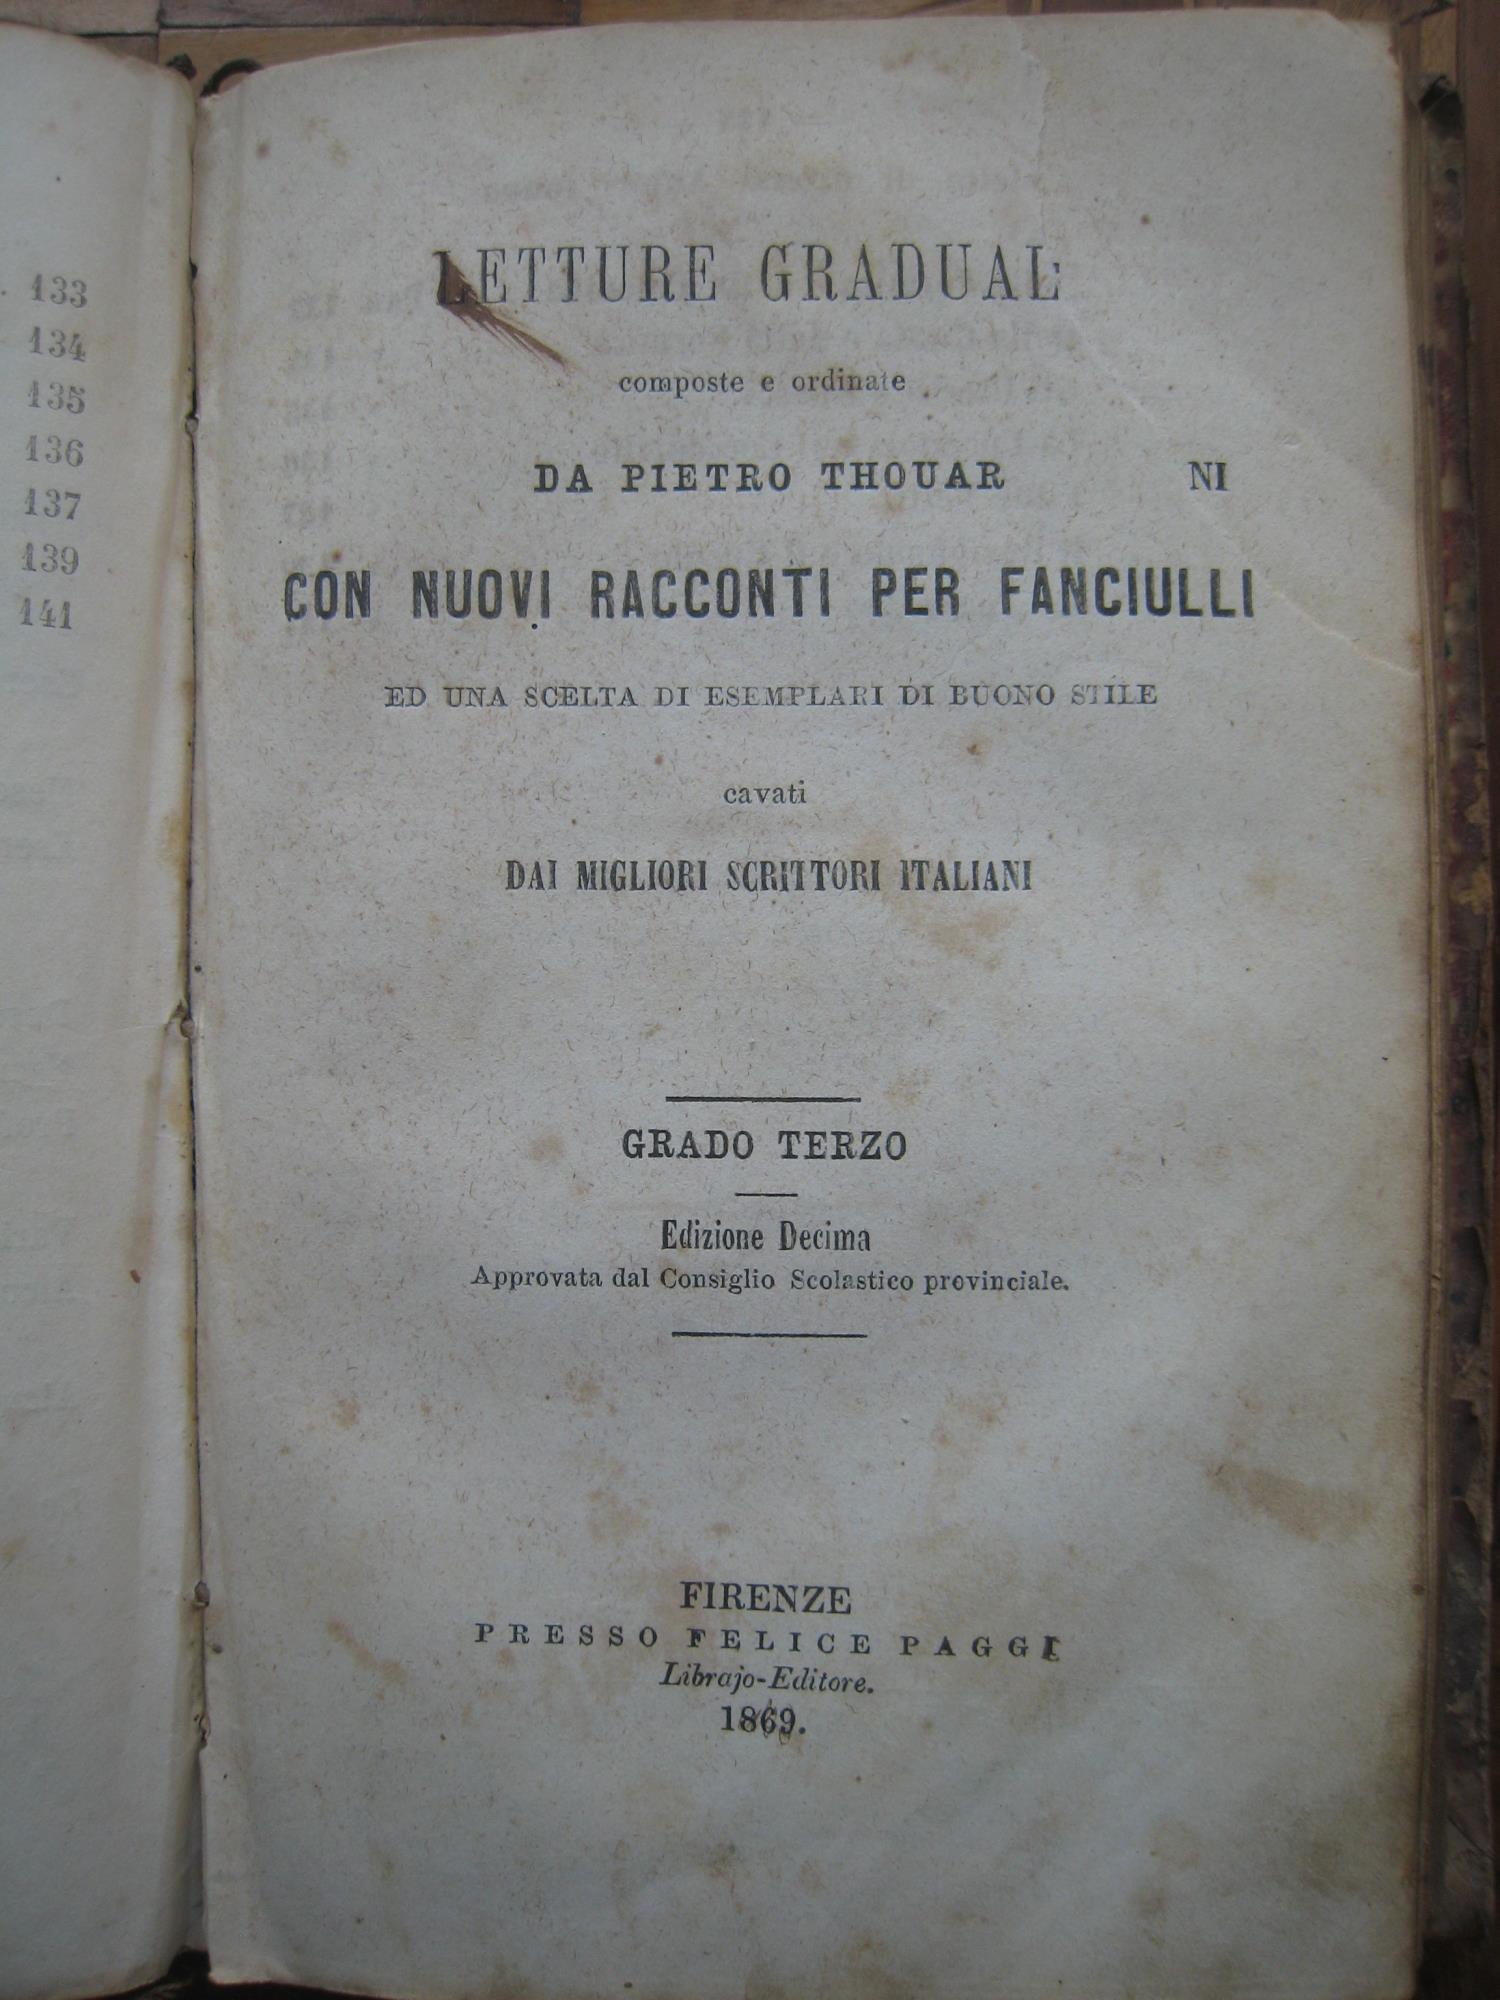 133
134
135
136
137
139
141
LETTURE GRADUAL
composte e ordinate
DA PIETRO THOUAR NI
CON NUOVI RACCONTI PER FANCIULLI
ED UNA SCELTA DI ESEMPLARI DI BUONO STILE
cavati
DAI MIGLIORI SCRITTORI ITALIANI
GRADO TERZO
Edizione Decima
Approvata dal Consiglio Scolastico provinciale.
FIRENZE
PRESSO FELICE PAGGI
Librajo-Editore.
1869.